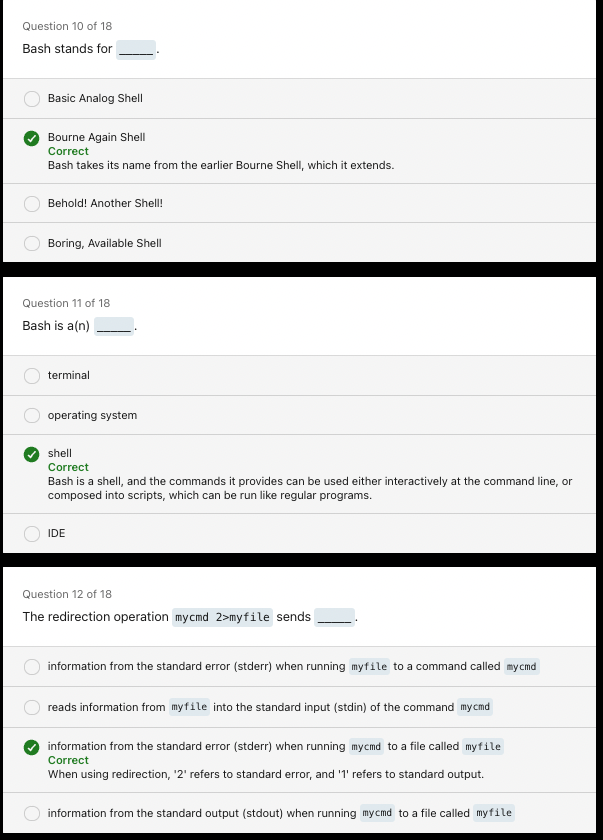 Question 10 of 18
Bash stands for _____ .
Basic Analog Shell
Bourne Again Shell
Correct
Bash takes its name from the earlier Bourne Shell, which it extends.
Behold! Another Shell!
Boring, Available Shell
Question 11 of 18
Bash is a(n) _____ .
terminal
operating system
shell
Correct
Bash is a shell, and the commands it provides can be used either interactively at the command line, or
composed into scripts, which can be run like regular programs.
IDE
Question 12 of 18
The redirection operation mycmd 2>myfile sends _____ .
information from the standard error (stderr) when running myfile to a command called mycmd
reads information from myfile into the standard input (stdin) of the command mycmd
information from the standard error (stderr) when running mycmd to a file called myfile
Correct
When using redirection, '2' refers to standard error, and '1' refers to standard output.
information from the standard output (stdout) when running mycmd to a file called myfile